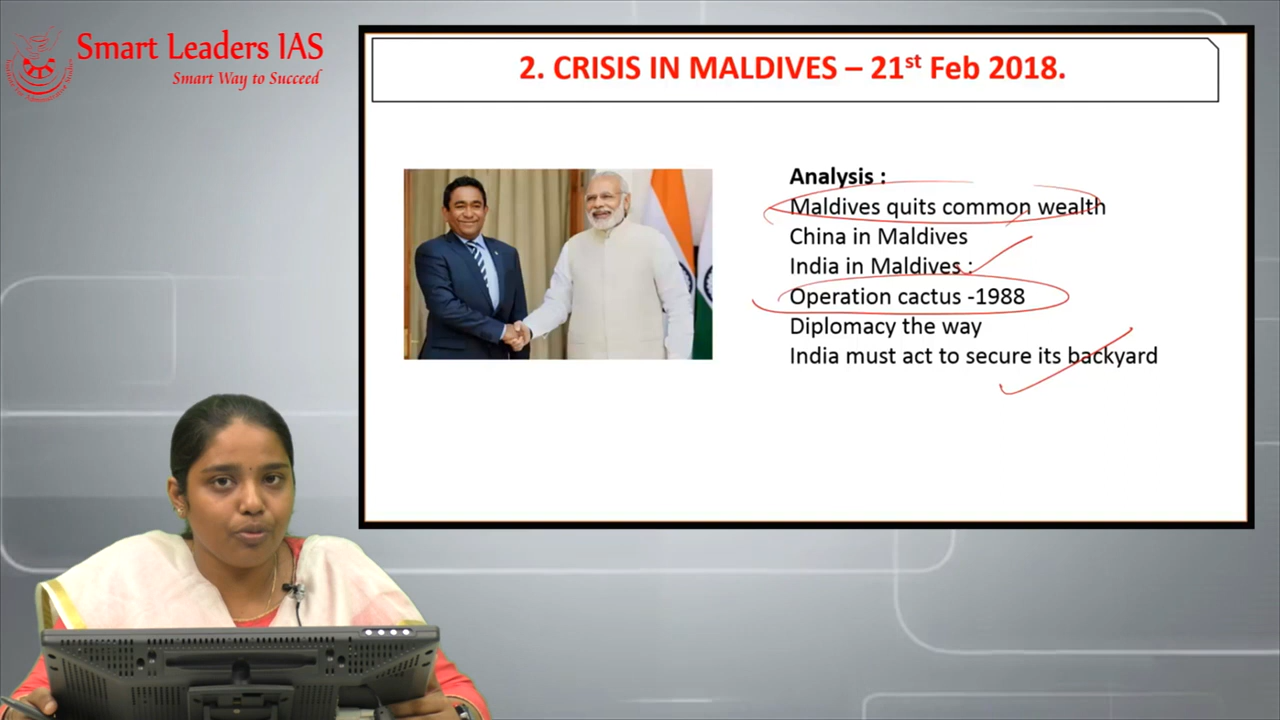 Smart Leaders IAS
Smart Way to Succeed
2. CRISIS IN MALDIVES – 21st Feb 2018.
Analysis :
Maldives quits common wealth
China in Maldives
India in Maldives :
Operation cactus -1988
Diplomacy the way
India must act to secure its backyard